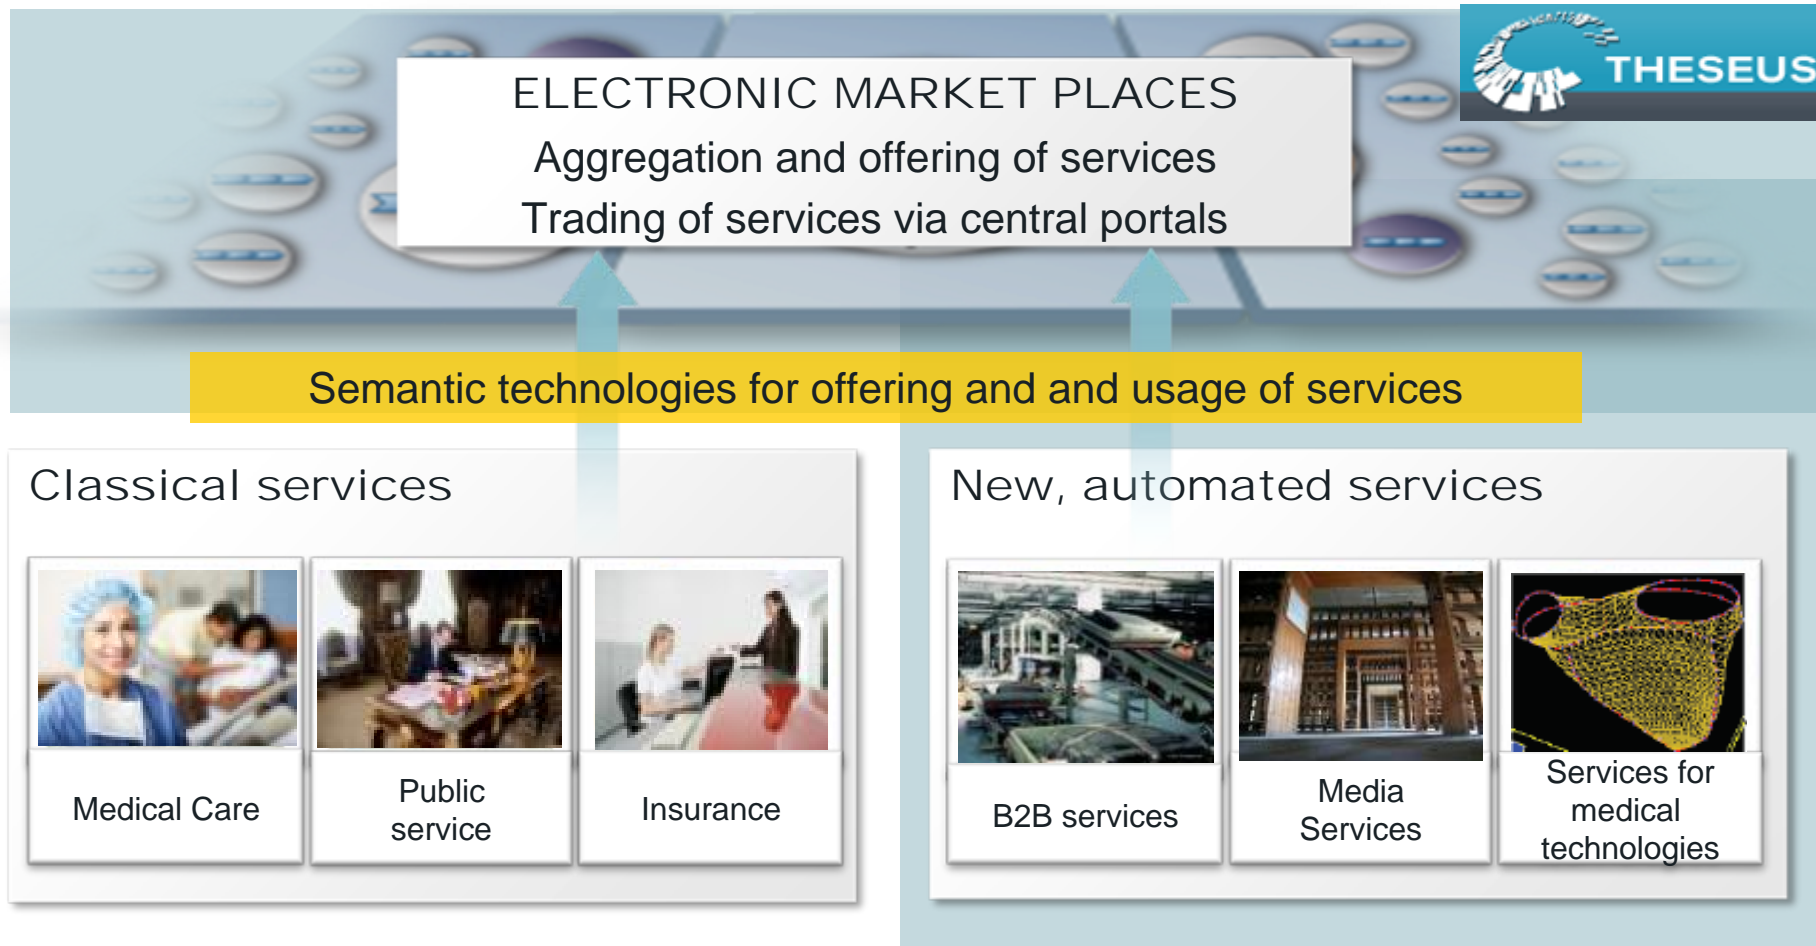 THESEUS
ELECTRONIC MARKET PLACES
Aggregation and offering of services
Trading of services via central portals
Semantic technologies for offering and and usage of services
Classical services
Medical Care
Public
service
Insurance
New, automated services
B2B services
Media
Services
Services for
medical
technologies